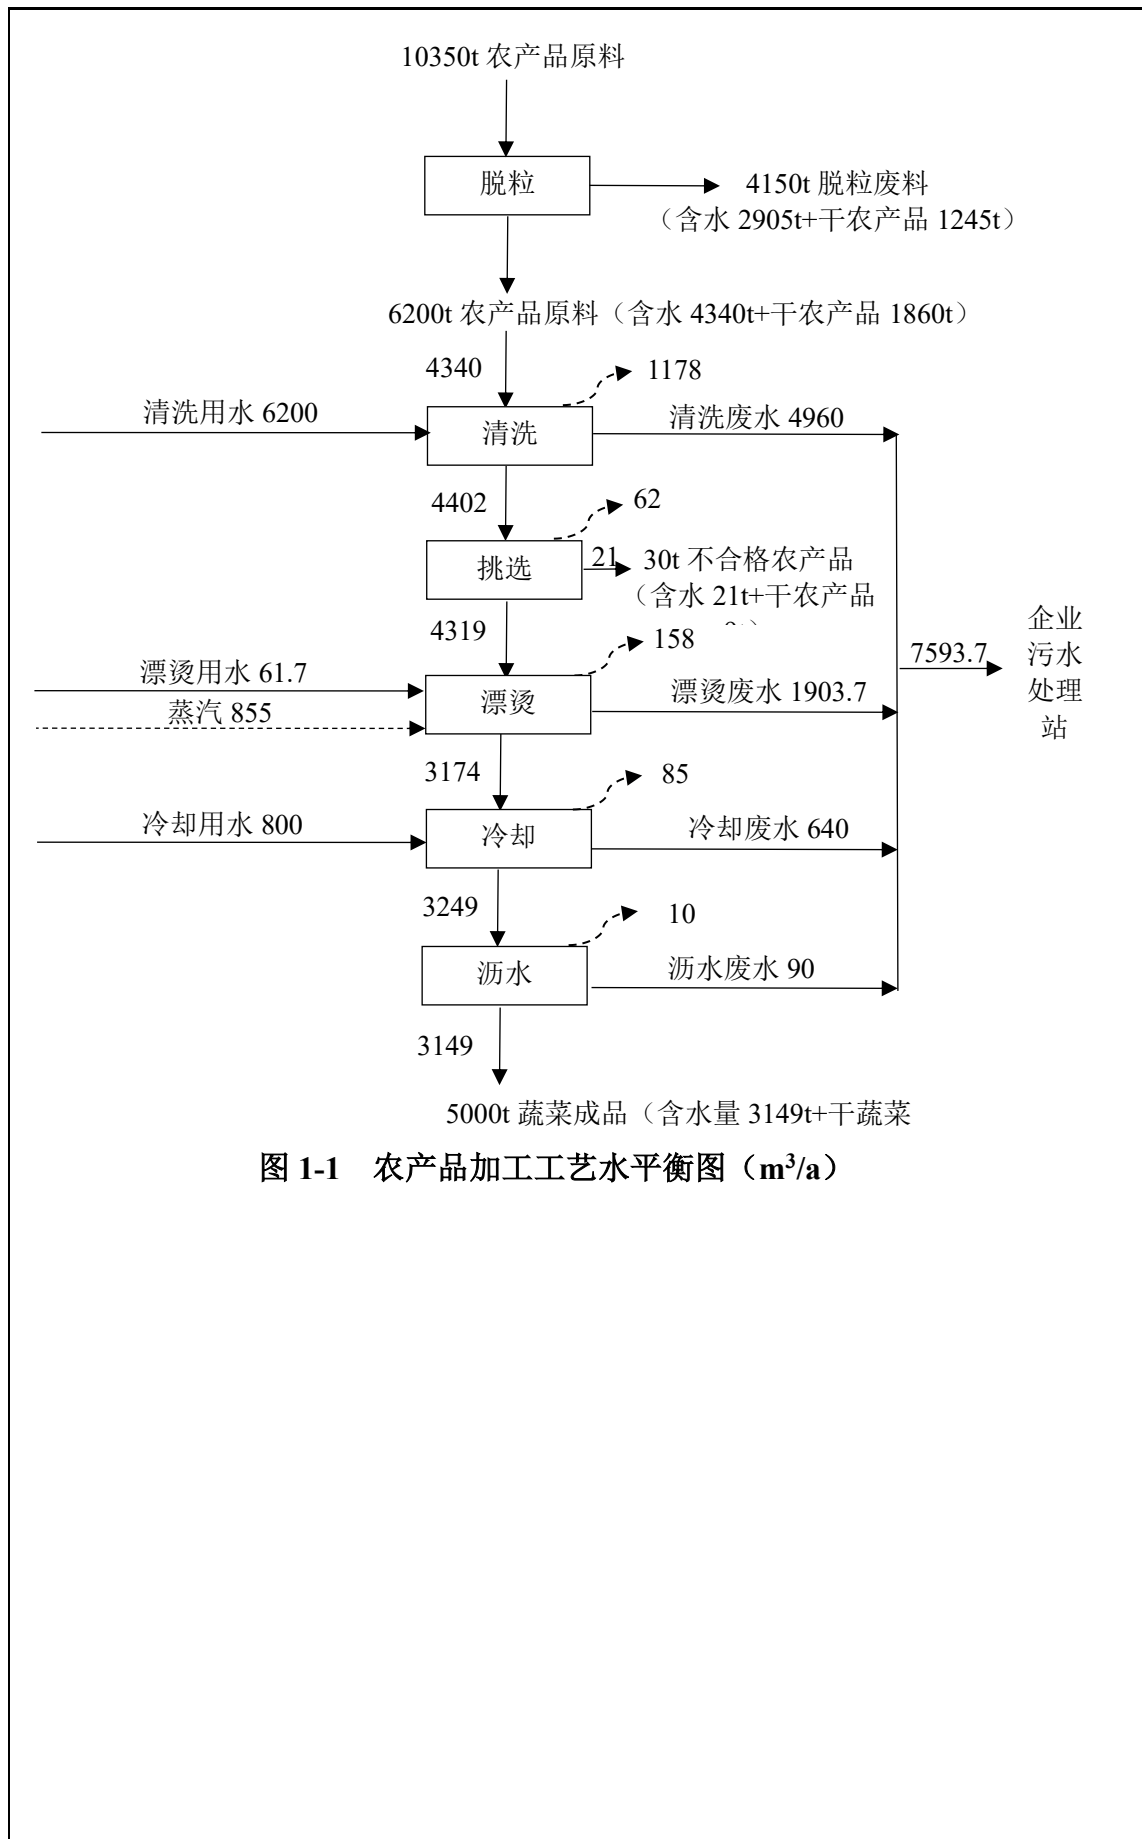 10350t 农产品原料
脱粒
4150t 脱粒废料
（含水 2905t+干农产品 1245t）
6200t 农产品原料（含水 4340t+干农产品 1860t）
4340
1178
清洗用水 6200
清洗
清洗废水 4960
4402
62
挑选
21
30t 不合格农产品
（含水 21t+干农产品
4319
158
漂烫用水 61.7
蒸汽 855
漂烫
漂烫废水 1903.7
7593.7
企业
污水
处理
站
3174
85
冷却用水 800
冷却
冷却废水 640
3249
10
沥水
沥水废水 90
3149
5000t 蔬菜成品（含水量 3149t+干蔬菜
图 1-1 农产品加工工艺水平衡图（m³/a）